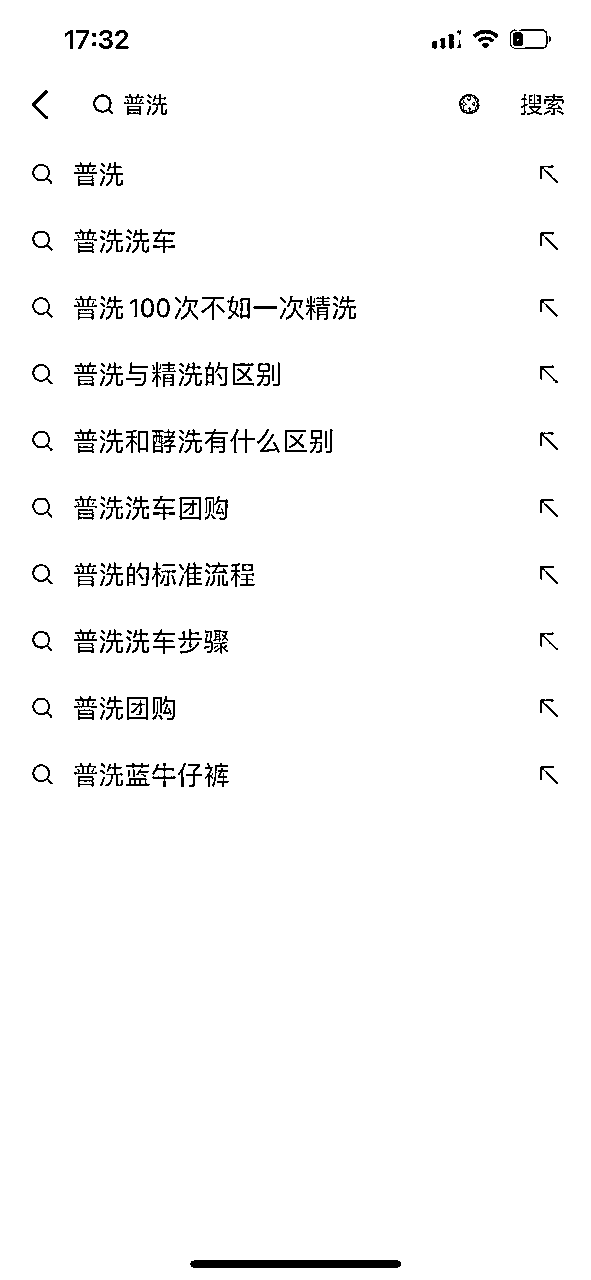 17:32
普洗
搜索
普洗
普洗洗车
普洗100次不如一次精洗
普洗与精洗的区别
普洗和酵洗有什么区别
普洗洗车团购
普洗的标准流程
普洗洗车步骤
普洗团购
普洗蓝牛仔裤